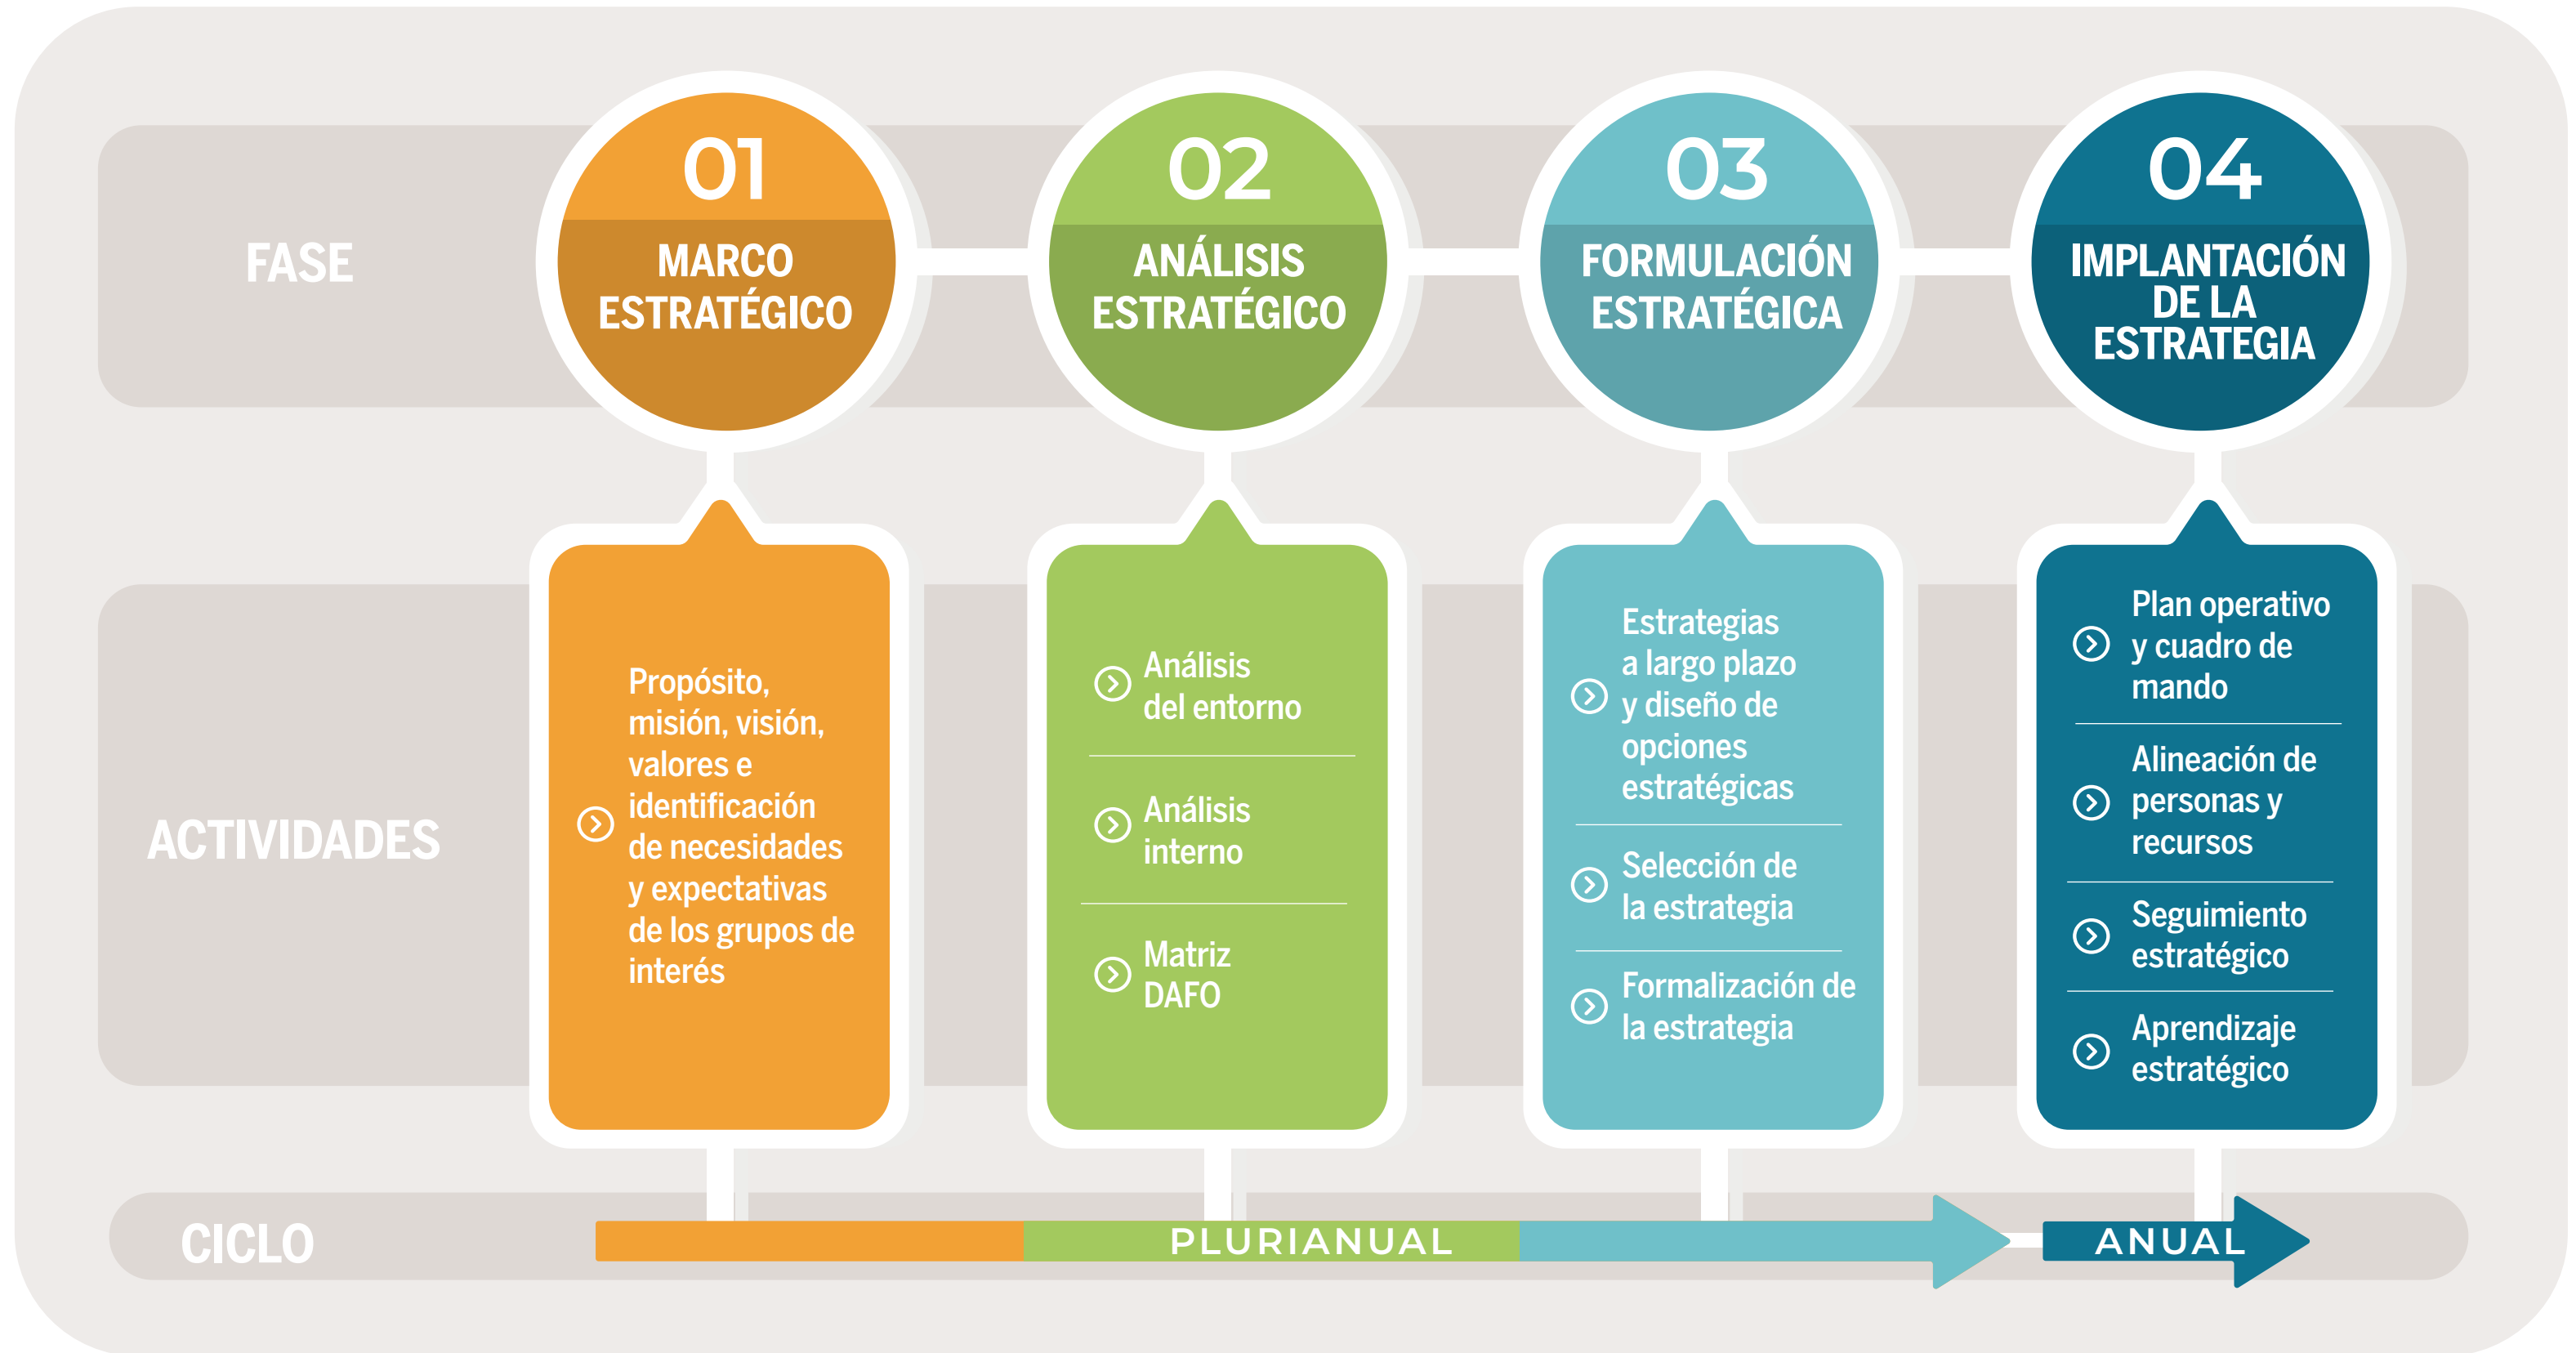 FASE
01
MARCO
ESTRATÉGICO
02
ANÁLISIS
ESTRATÉGICO
03
FORMULACIÓN
ESTRATÉGICA
04
IMPLANTACIÓN
DE LA
ESTRATEGIA
ACTIVIDADES
Propósito,
misión, visión,
valores e
identificación
de necesidades
y expectativas
de los grupos de
interés
Análisis
del entorno
Análisis
interno
Matriz
DAFO
Estrategias
a largo plazo
y diseño de
opciones
estratégicas
Selección de
la estrategia
Formalización de
la estrategia
Plan operativo
y cuadro de
mando
Alineación de
personas y
recursos
Seguimiento
estratégico
Aprendizaje
estratégico
CICLO
PLURIANUAL
ANUAL